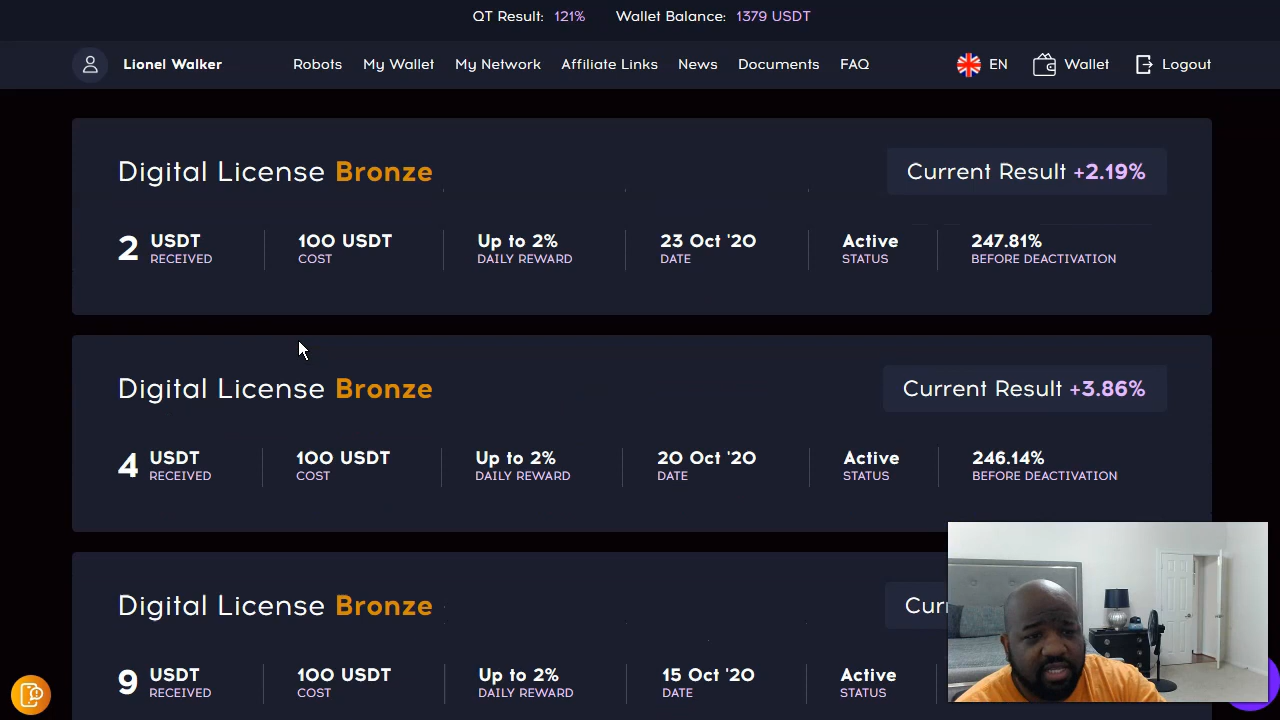 QT Result: 121% Wallet Balance: 1379 USDT
Lionel Walker Robots My Wallet My Network Affiliate Links News Documents FAQ EN Wallet Logout
Digital License Bronze Current Result +2.19%
2 USDT RECEIVED 100 USDT COST Up to 2% DAILY REWARD 23 Oct '20 DATE Active STATUS 247.81% BEFORE DEACTIVATION
Digital License Bronze Current Result +3.86%
4 USDT RECEIVED 100 USDT COST Up to 2% DAILY REWARD 20 Oct '20 DATE Active STATUS 246.14% BEFORE DEACTIVATION
Digital License Bronze
9 USDT RECEIVED 100 USDT COST Up to 2% DAILY REWARD 15 Oct '20 DATE Active STATUS